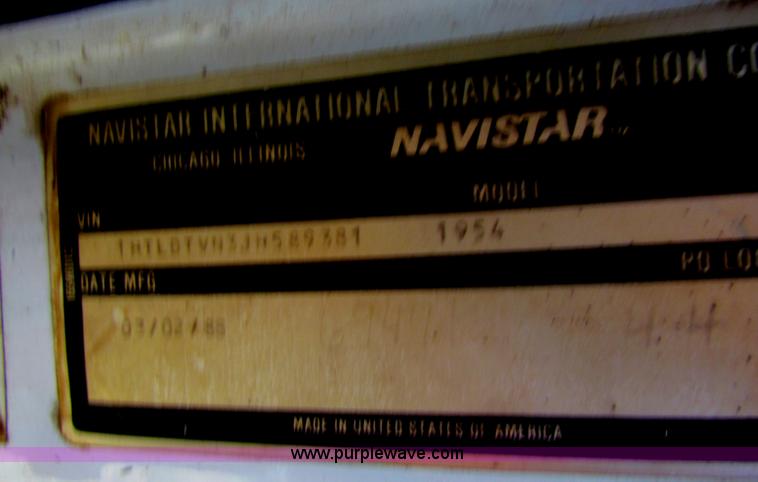 NAVISTAR INTERNATIONAL TRANSPORTATION CO
CHICAGO ILLINOIS
NAVISTAR
MODEL
VIN
1HTLDTVN3JH589381 1954
DATE MFG
03/02/88
MADE IN UNITED STATES OF AMERICA
www.purplewave.com